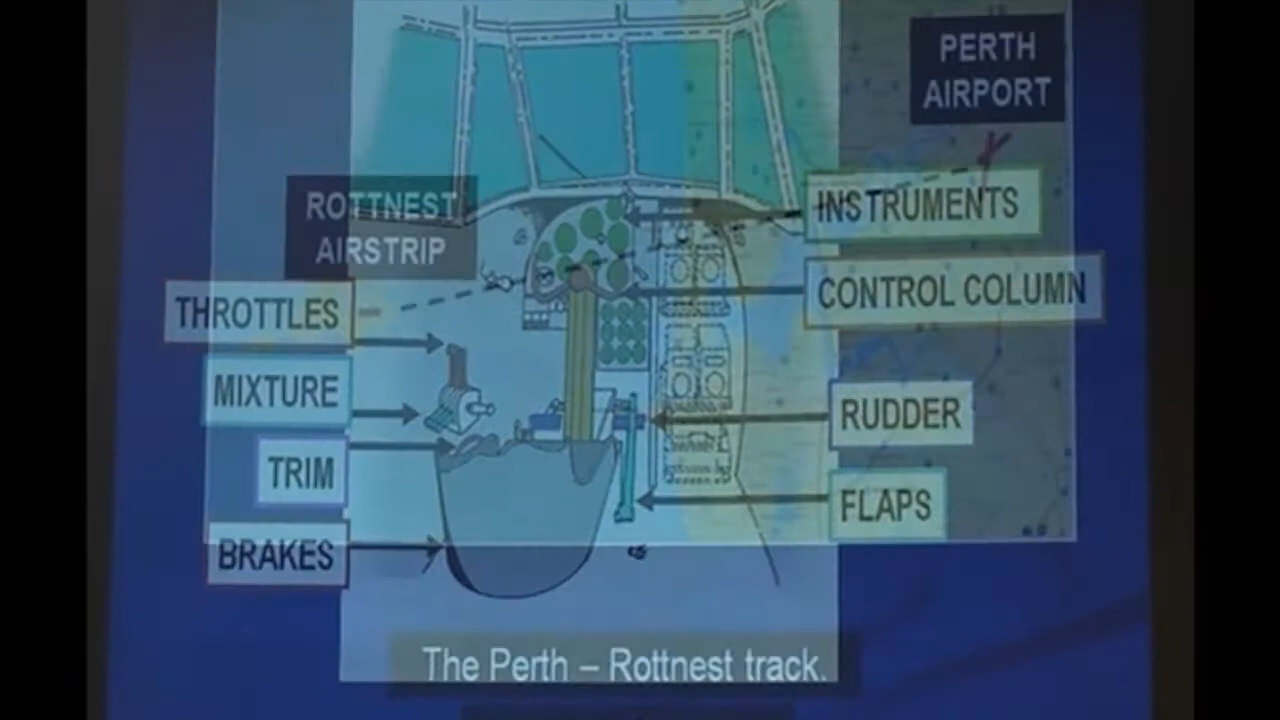 PERTH
AIRPORT
ROTTNEST
AIRSTRIP
INSTRUMENTS
THROTTLES
CONTROL COLUMN
MIXTURE
RUDDER
TRIM
FLAPS
BRAKES
The Perth – Rottnest track.